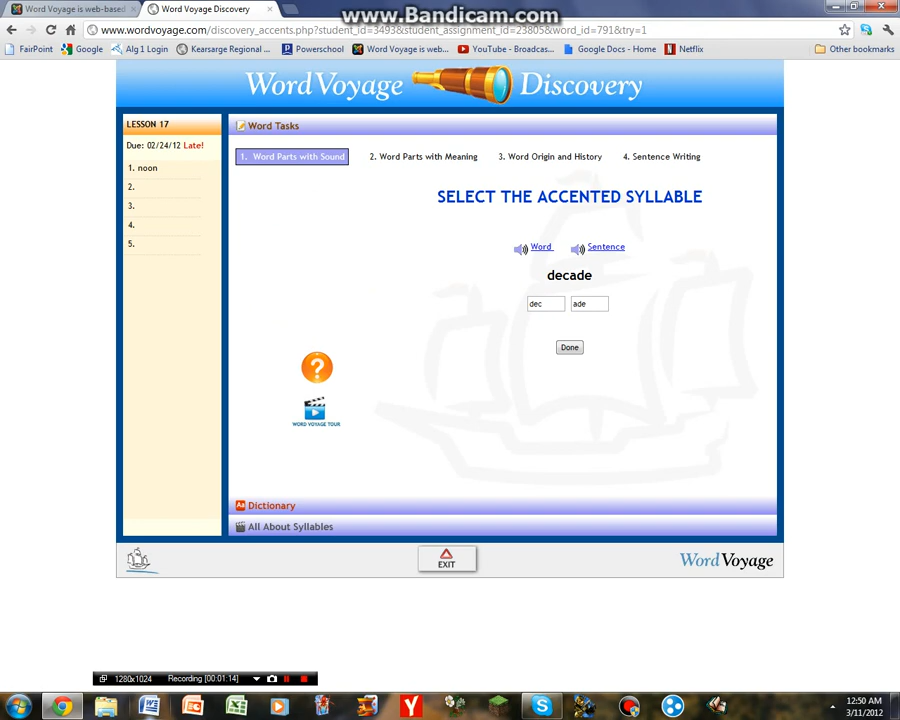 www.Bandicam.com
Word Voyage is web-based
Word Voyage Discovery
www.wordvoyage.com/discovery_accents.php?student_id=3493&student_assignment_id=23805&word_id=791&try=1
FairPoint
Google
Alg 1 Login
Kearsarge Regional ...
Powerschool
Word Voyage is web...
YouTube - Broadcas...
Google Docs - Home
Netflix
Other bookmarks
Word Voyage Discovery
LESSON 17
Due: 02/24/12 Late!
1. noon
2.
3.
4.
5.
Word Tasks
1. Word Parts with Sound
2. Word Parts with Meaning
3. Word Origin and History
4. Sentence Writing
SELECT THE ACCENTED SYLLABLE
Word
Sentence
decade
dec
ade
Done
?
WORD VOYAGE TOUR
Aa Dictionary
All About Syllables
EXIT
WordVoyage
1280x1024
Recording [00:01:14]
12:50 AM
3/11/2012